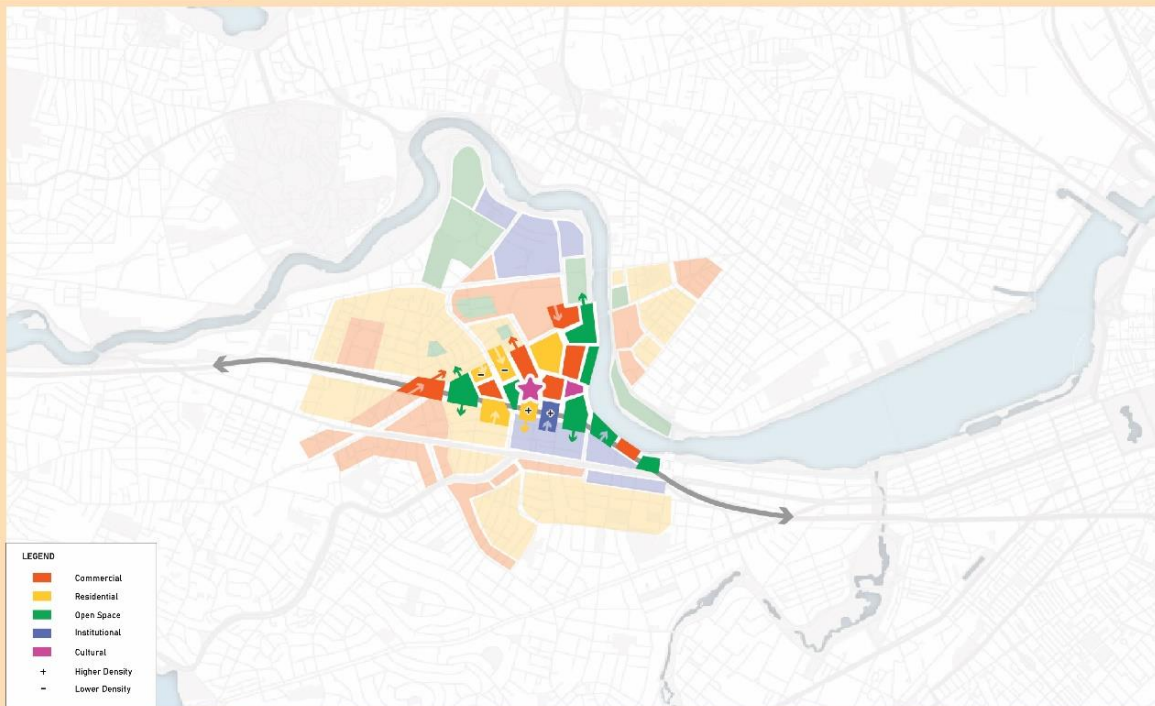 LEGEND
Commercial
Residential
Open Space
Institutional
Cultural
+ Higher Density
- Lower Density